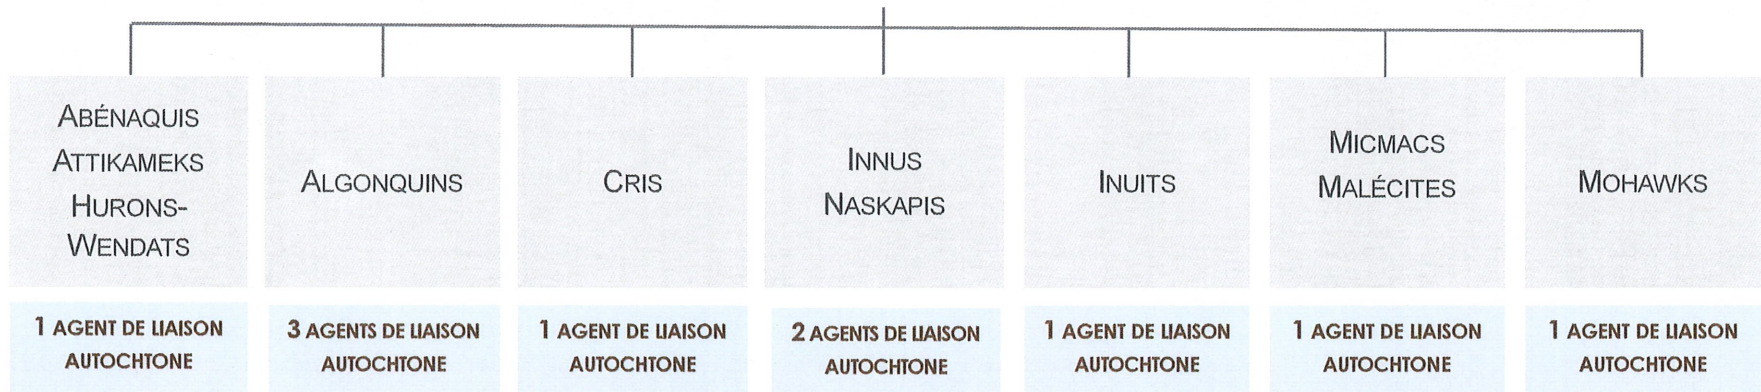 ABÉNAQUIS
ATTIKAMEKS
HURONS-
WENDATS
1 AGENT DE LIAISON
AUTOCHTONE
ALGONQUINS
3 AGENTS DE LIAISON
AUTOCHTONE
CRIS
1 AGENT DE LIAISON
AUTOCHTONE
INNUS
NASKAPIS
2 AGENTS DE LIAISON
AUTOCHTONE
INUITS
1 AGENT DE LIAISON
AUTOCHTONE
MICMACS
MALÉCITES
1 AGENT DE LIAISON
AUTOCHTONE
MOHAWKS
1 AGENT DE LIAISON
AUTOCHTONE